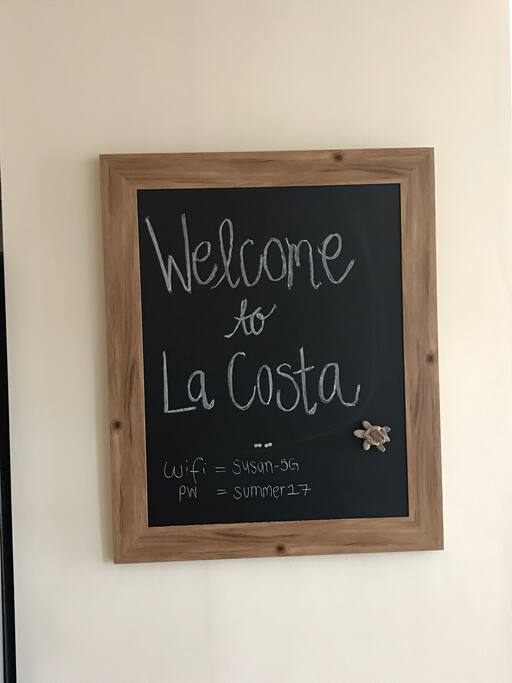 Welcome
to
La Costa
wifi = susan-5G
pw = summer17